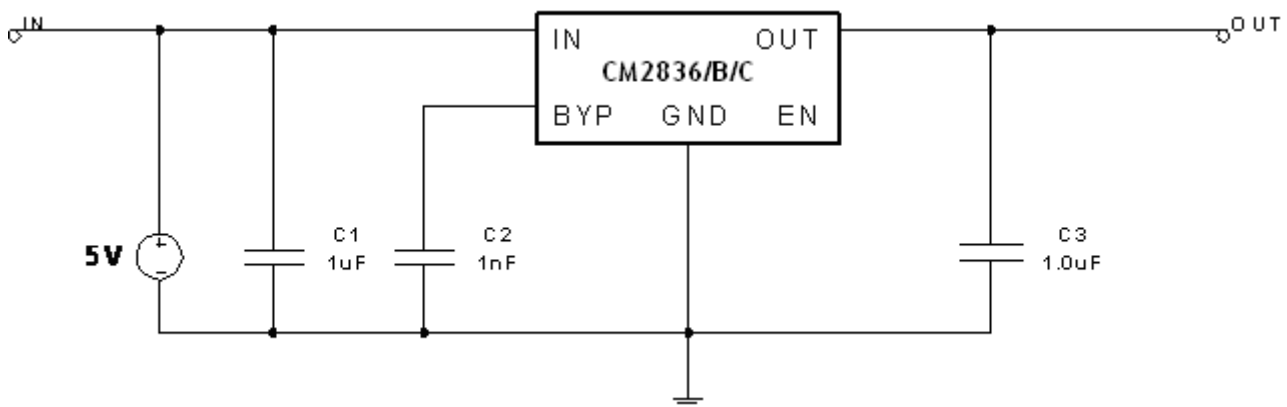 IN
OUT
IN OUT
CM2836/B/C
BYP GND EN
C1
1uF
C2
1nF
C3
1.0uF
5V
+
-